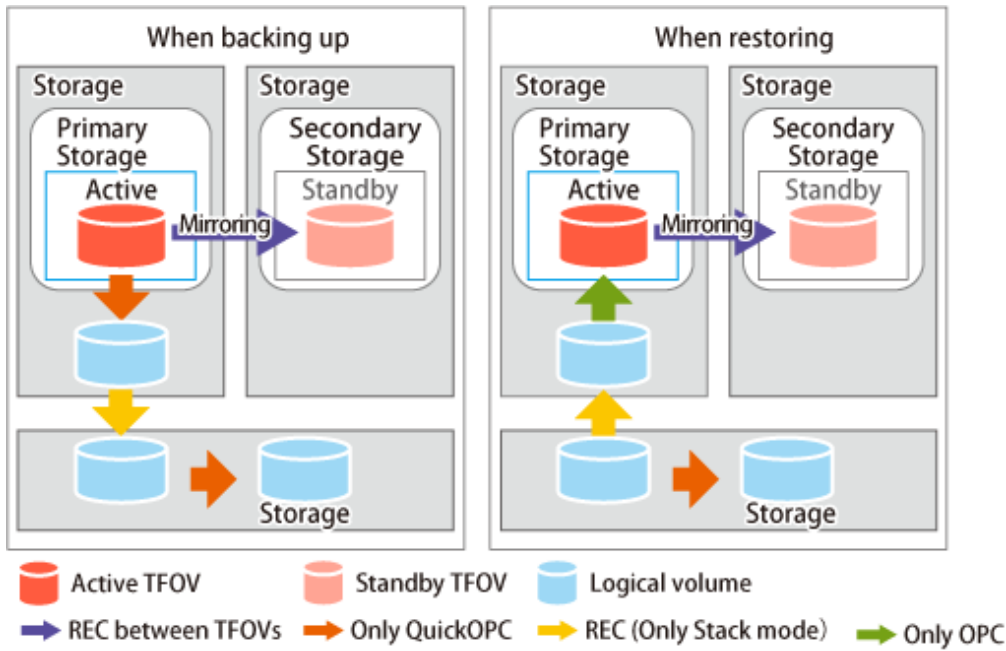 When backing up
Storage
Storage
Primary
Storage
Active
Secondary
Storage
Standby
Mirroring
Storage
When restoring
Storage
Storage
Primary
Storage
Active
Secondary
Storage
Standby
Mirroring
Storage
Active TFOV
Standby TFOV
Logical volume
REC between TFOVs
Only QuickOPC
REC (Only Stack mode)
Only OPC